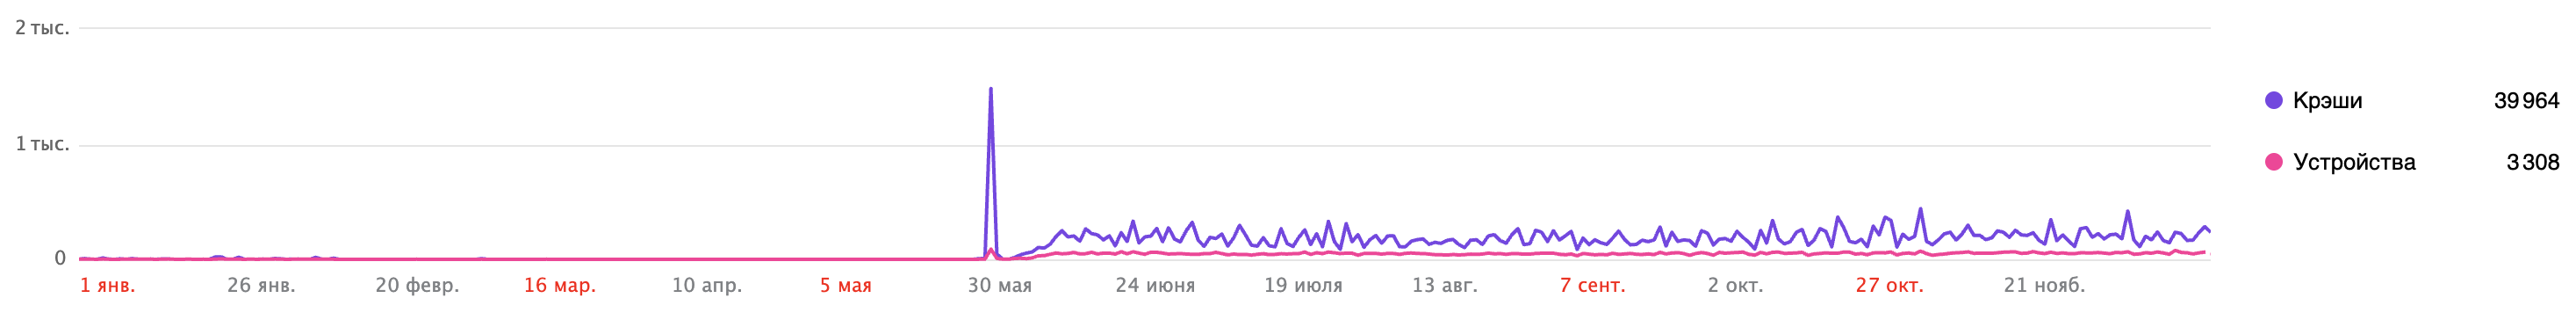 2 тыс.
1 тыс.
0
1 янв. 26 янв. 20 февр. 16 мар. 10 апр. 5 мая 30 мая 24 июня 19 июля 13 авг. 7 сент. 2 окт. 27 окт. 21 нояб.
Крэши 39 964
Устройства 3 308